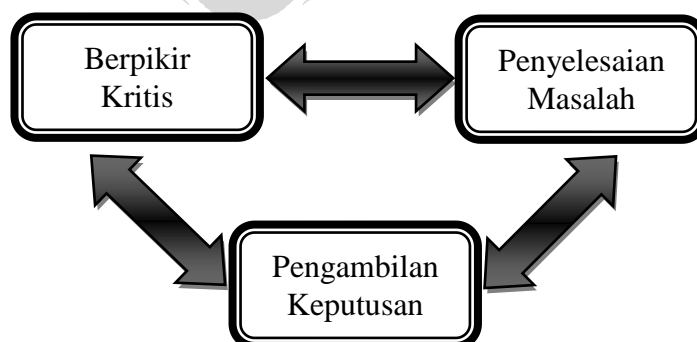 Berpikir
Kritis
Penyelesaian
Masalah
Pengambilan
Keputusan